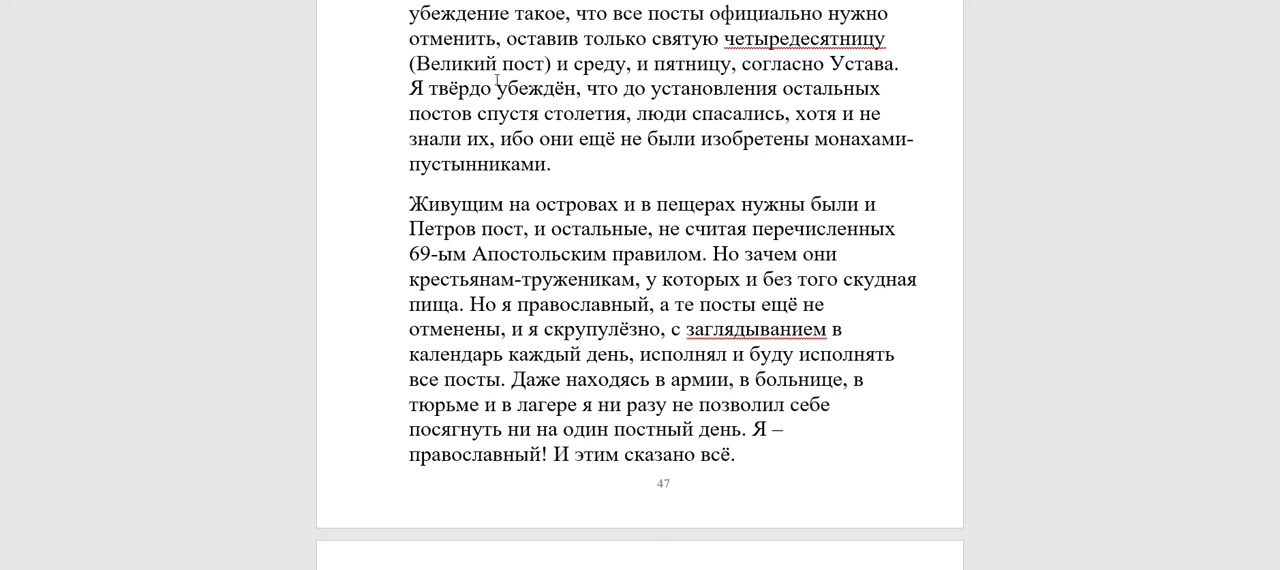 убеждение такое, что все посты официально нужно
отменить, оставив только святую четыредесятницу
(Великий пост) и среду, и пятницу, согласно Устава.
Я твёрдо убеждён, что до установления остальных
постов спустя столетия, люди спасались, хотя и не
знали их, ибо они ещё не были изобретены монахами-
пустынниками.
Живущим на островах и в пещерах нужны были и
Петров пост, и остальные, не считая перечисленных
69-ым Апостольским правилом. Но зачем они
крестьянам-труженикам, у которых и без того скудная
пища. Но я православный, а те посты ещё не
отменены, и я скрупулёзно, с заглядыванием в
календарь каждый день, исполнял и буду исполнять
все посты. Даже находясь в армии, в больнице, в
тюрьме и в лагере я ни разу не позволил себе
посягнуть ни на один постный день. Я –
православный! И этим сказано всё.
47